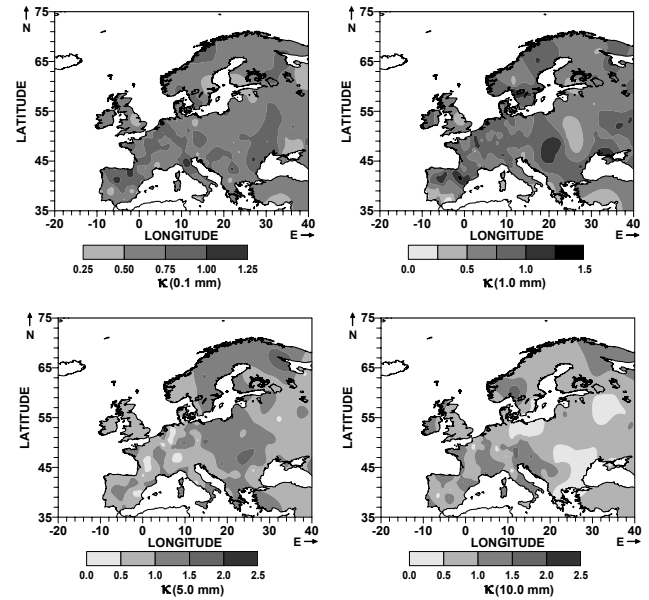 75
N
65
LATITUDE
55
45
35
-20 -10 0 10 20 30 40
LONGITUDE E
0.25 0.50 0.75 1.00 1.25
κ(0.1 mm)
75
N
65
LATITUDE
55
45
35
-20 -10 0 10 20 30 40
LONGITUDE E
0.0 0.5 1.0 1.5
κ(1.0 mm)
75
N
65
LATITUDE
55
45
35
-20 -10 0 10 20 30 40
LONGITUDE E
0.0 0.5 1.0 1.5 2.0 2.5
κ(5.0 mm)
75
N
65
LATITUDE
55
45
35
-20 -10 0 10 20 30 40
LONGITUDE E
0.0 0.5 1.0 1.5 2.0 2.5
κ(10.0 mm)